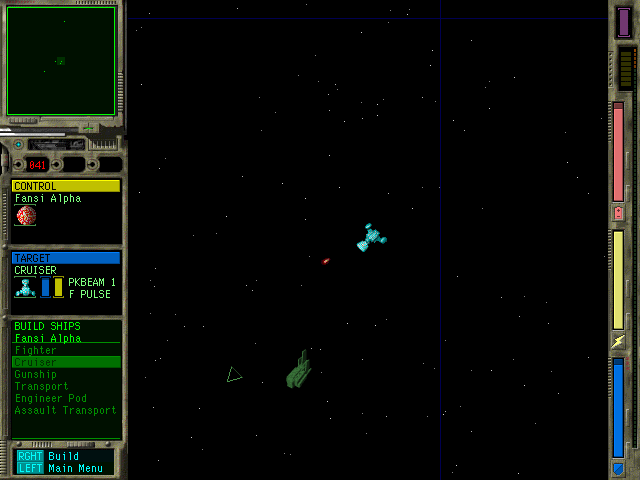 041
CONTROL
Fansi Alpha
TARGET
CRUISER
PKBEAM 1
F PULSE
BUILD SHIPS
Fansi Alpha
Fighter
Cruiser
Gunship
Transport
Engineer Pod
Assault Transport
RGHT Build
LEFT Main Menu